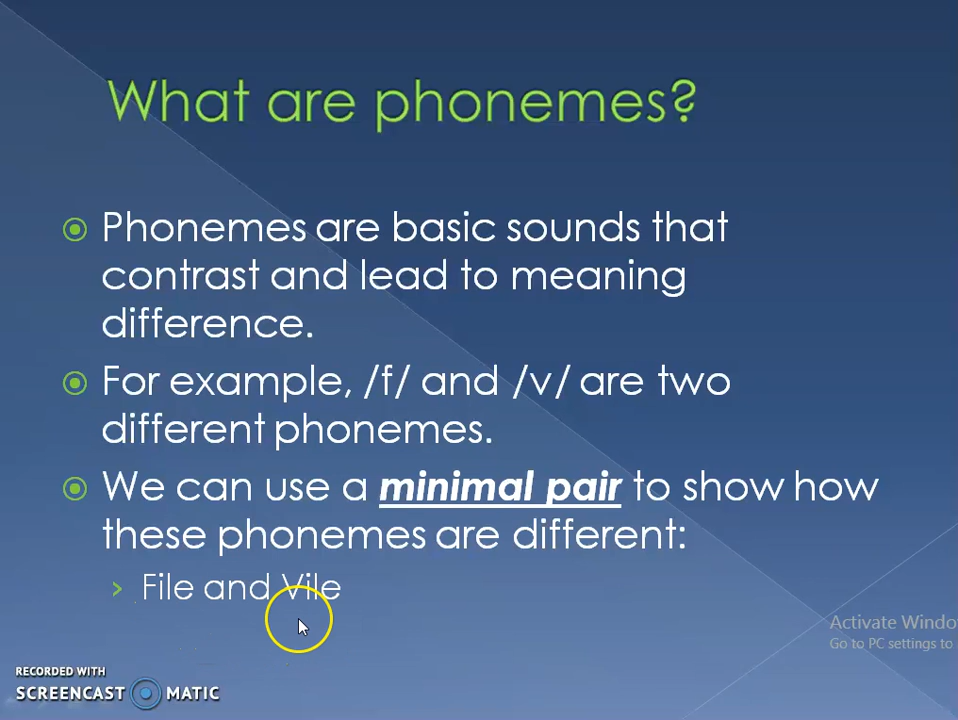 What are phonemes?
Phonemes are basic sounds that
contrast and lead to meaning
difference.
For example, /f/ and /v/ are two
different phonemes.
We can use a minimal pair to show how
these phonemes are different:
File and Vile
Activate Windo
Go to PC settings to
RECORDED WITH
SCREENCAST MATIC